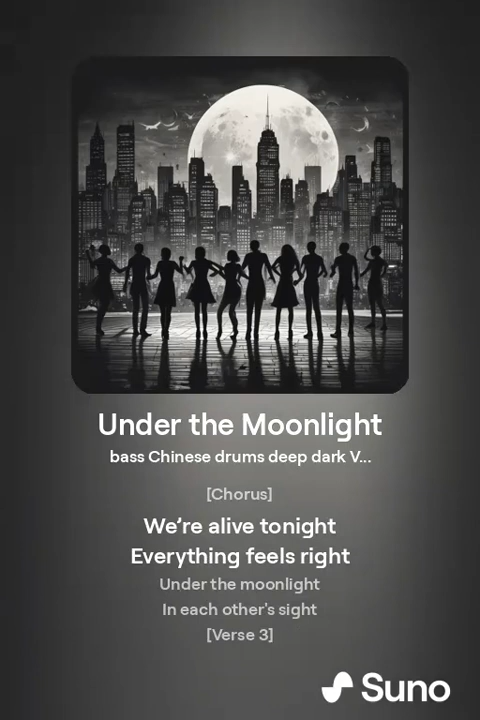 Under the Moonlight
bass Chinese drums deep dark V...
[Chorus]
We’re alive tonight
Everything feels right
Under the moonlight
In each other’s sight
[Verse 3]
Suno